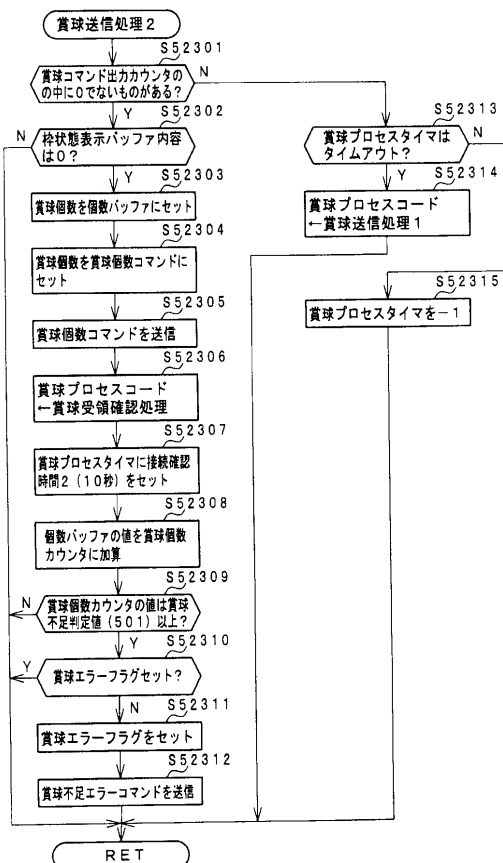 賞球送信処理2
S52301
賞球コマンド出力カウンタの
の中に0でないものがある?
N
Y
S52302
N
枠状態表示バッファ内容
は0?
Y
S52303
賞球個数を個数バッファにセット
S52304
賞球個数を賞球個数コマンドに
セット
S52305
賞球個数コマンドを送信
S52306
賞球プロセスコード
←賞球受領確認処理
S52307
賞球プロセスタイマに接続確認
時間2(10秒)をセット
S52308
個数バッファの値を賞球個数
カウンタに加算
S52309
N
賞球個数カウンタの値は賞球
不足判定値(501)以上?
Y
S52310
Y
賞球エラーフラグセット?
N
S52311
賞球エラーフラグをセット
S52312
賞球不足エラーコマンドを送信
RET
S52313
賞球プロセスタイマは
タイムアウト?
N
Y
S52314
賞球プロセスコード
←賞球送信処理1
S52315
賞球プロセスタイマを-1